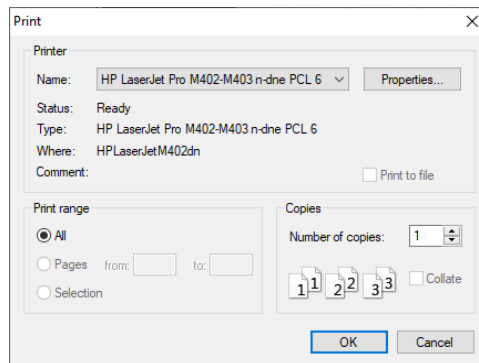 Print
Printer
Name: HP LaserJet Pro M402-M403 n-dne PCL 6 Properties...
Status: Ready
Type: HP LaserJet Pro M402-M403 n-dne PCL 6
Where: HPLaserJetM402dn
Comment: Print to file
Print range
All
Pages from: to:
Selection
Copies
Number of copies: 1
1 1 2 2 3 3 Collate
OK Cancel